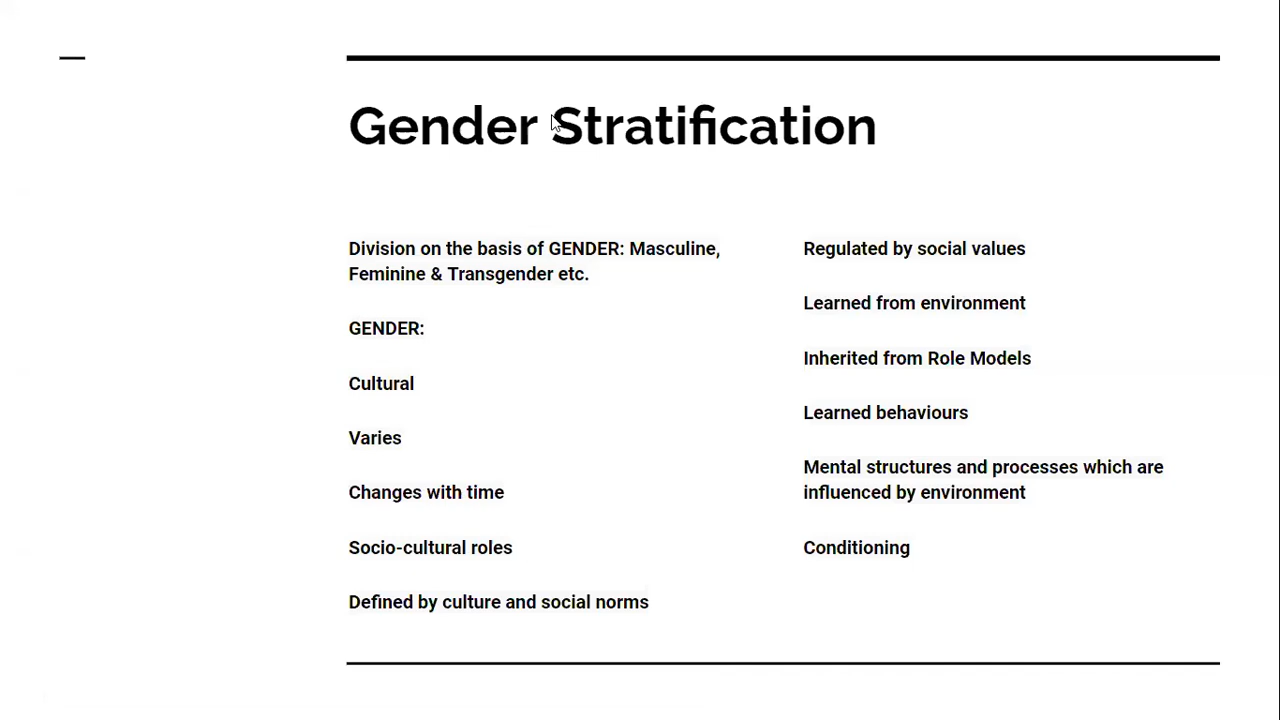 Gender Stratification
Division on the basis of GENDER: Masculine,
Feminine & Transgender etc.
GENDER:
Cultural
Varies
Changes with time
Socio-cultural roles
Defined by culture and social norms
Regulated by social values
Learned from environment
Inherited from Role Models
Learned behaviours
Mental structures and processes which are
influenced by environment
Conditioning